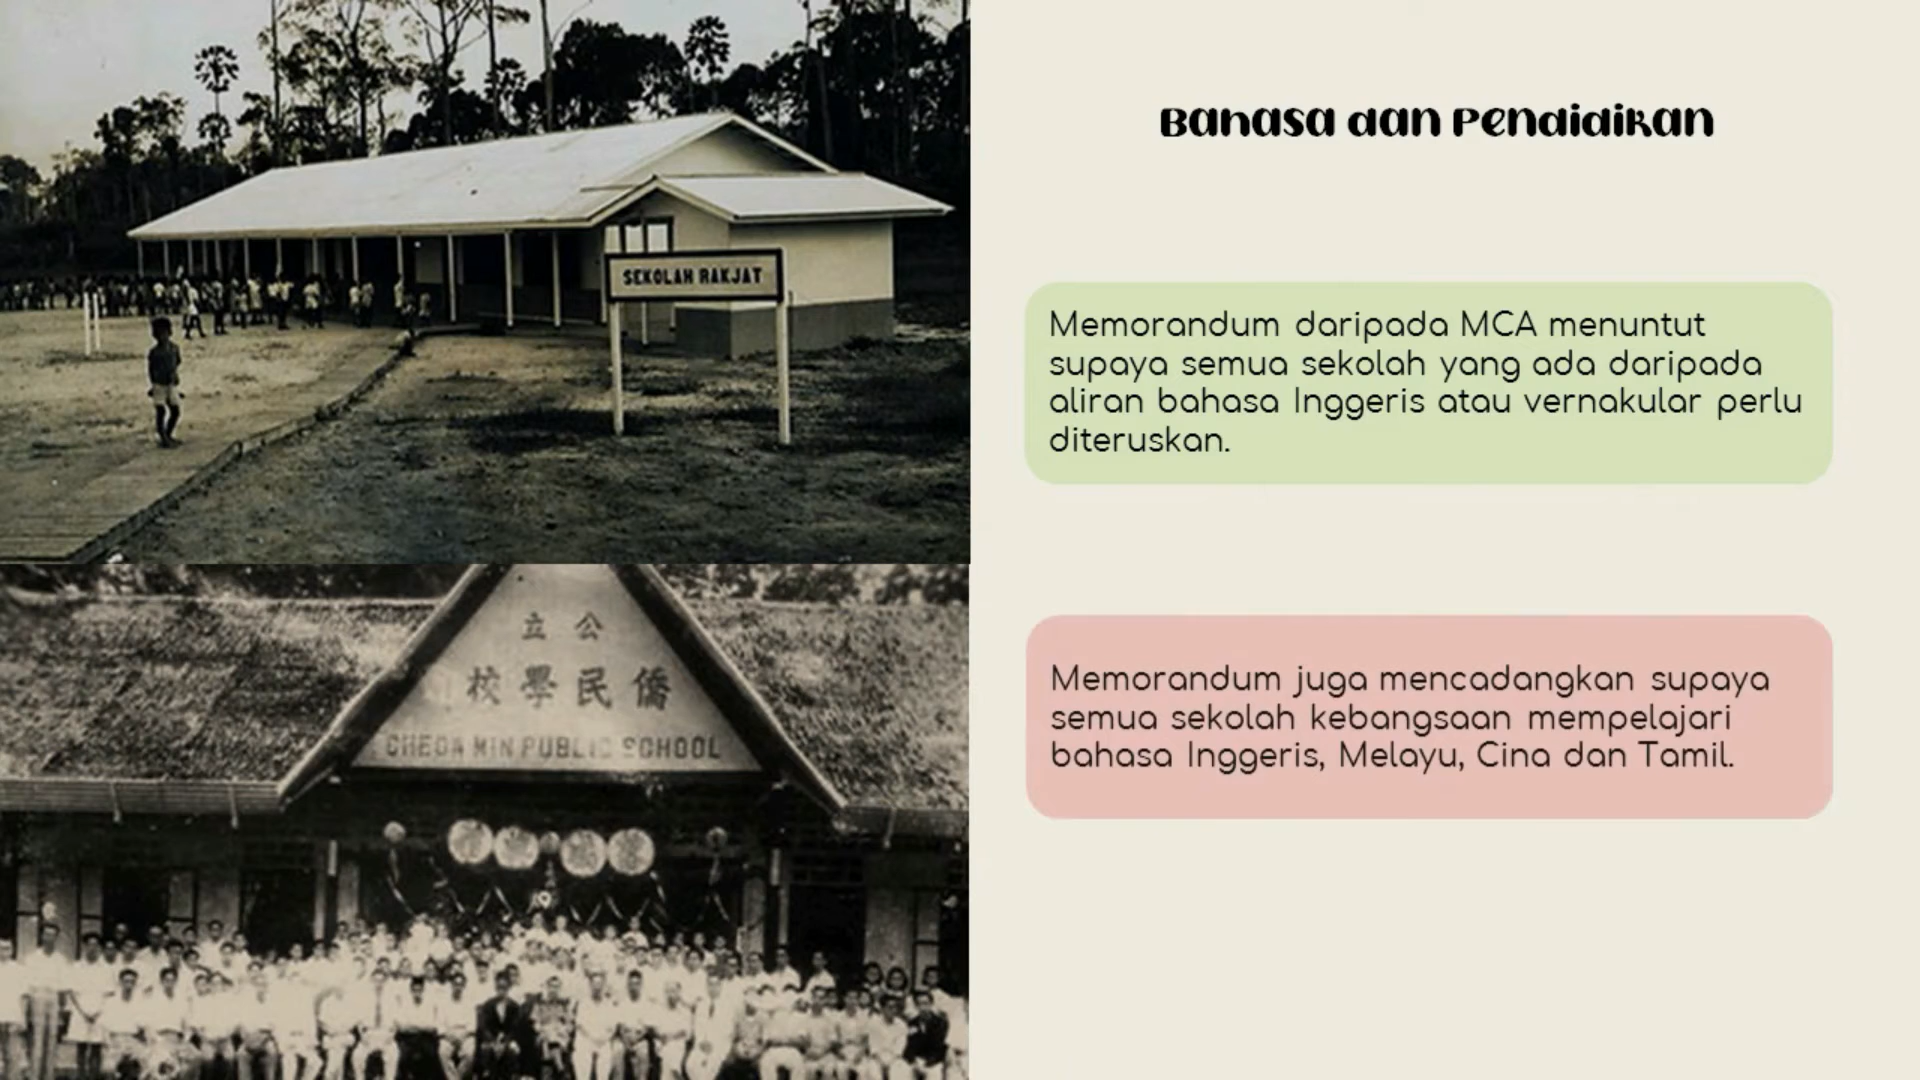 Bahasa dan Pendidikan
SEKOLAH RAKJAT
Memorandum daripada MCA menuntut
supaya semua sekolah yang ada daripada
aliran bahasa Inggeris atau vernakular perlu
diteruskan.
立公
校學民僑
CHEOA MIN PUBLIC SCHOOL
Memorandum juga mencadangkan supaya
semua sekolah kebangsaan mempelajari
bahasa Inggeris, Melayu, Cina dan Tamil.